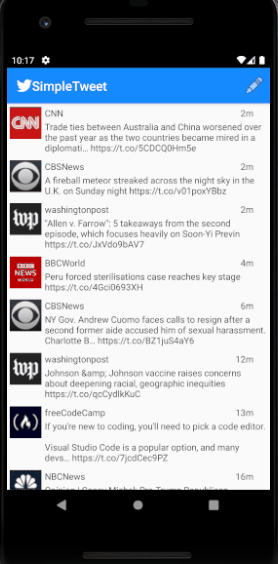 10:17
SimpleTweet
CNN
CNN 2m
Trade ties between Australia and China worsened over
the past year as the two countries became mired in a
diplomati… https://t.co/5CDCQ0Hm5e
CBSNews 2m
A fireball meteor streaked across the night sky in the
U.K. on Sunday night https://t.co/v01poxYBbz
wp
washingtonpost 2m
"Allen v. Farrow": 5 takeaways from the second
episode, which focuses heavily on Soon-Yi Previn
https://t.co/JxVdo9bAV7
BBC
NEWS
WORLD
BBCWorld 4m
Peru forced sterilisations case reaches key stage
https://t.co/4Gci0693XH
CBSNews 6m
NY Gov. Andrew Cuomo faces calls to resign after a
second former aide accused him of sexual harassment.
Charlotte B… https://t.co/BZ1juS4aY6
wp
washingtonpost 12m
Johnson &amp; Johnson vaccine raises concerns
about deepening racial, geographic inequities
https://t.co/qcCydlkKuC
freeCodeCamp 13m
If you're new to coding, you'll need to pick a code editor.
Visual Studio Code is a popular option, and many
devs… https://t.co/7jcdCec9PZ
NBCNews 16m